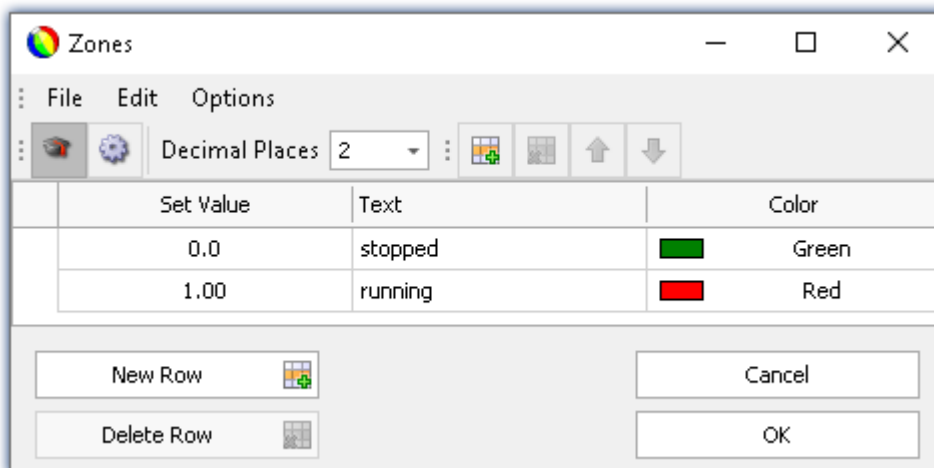 Zones
File Edit Options
Decimal Places 2
Set Value Text Color
0.0 stopped Green
1.00 running Red
New Row Cancel
Delete Row OK